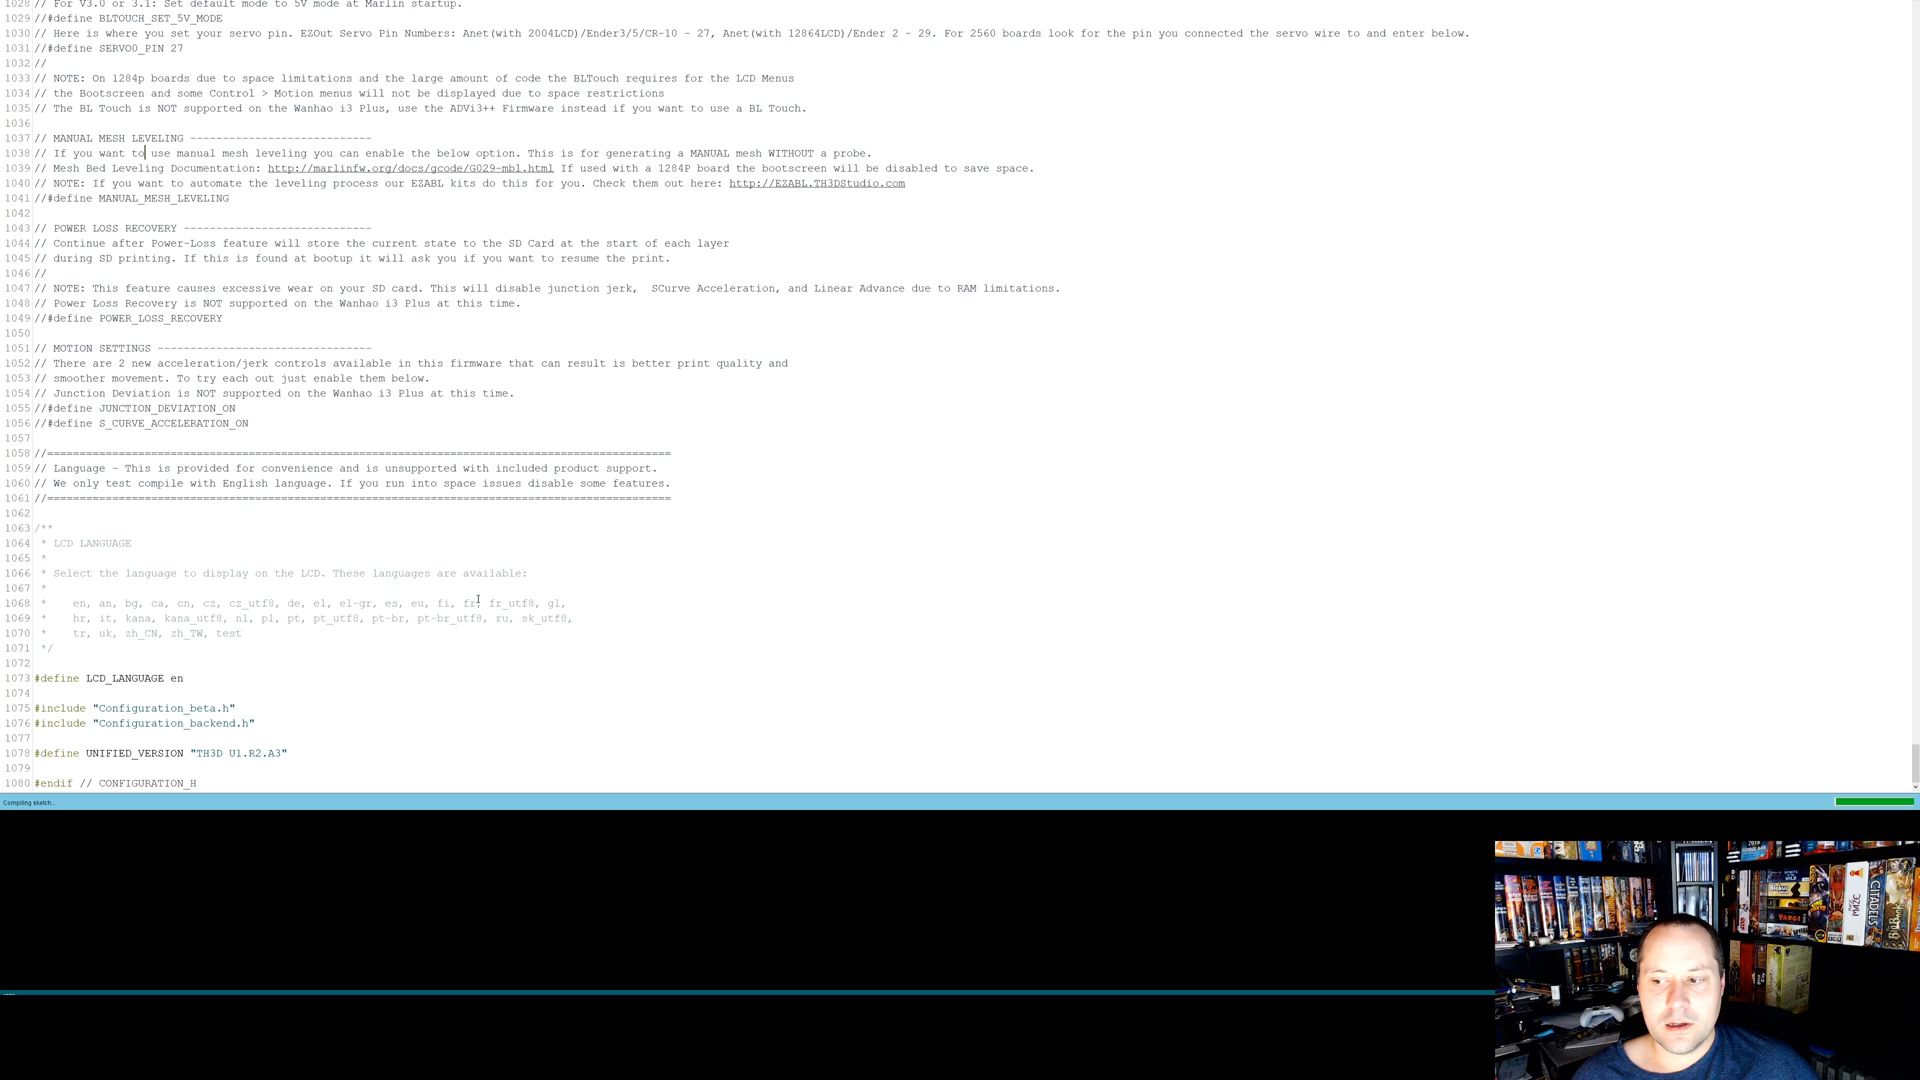 1028 // For V3.0 or 3.1: Set default mode to 5V mode at Marlin startup.
1029 //#define BLTOUCH_SET_5V_MODE
1030 // Here is where you set your servo pin. EZOut Servo Pin Numbers: Anet(with 2004LCD)/Ender3/5/CR-10 - 27, Anet(with 12864LCD)/Ender 2 - 29. For 2560 boards look for the pin you connected the servo wire to and enter below.
1031 //#define SERVO0_PIN 27
1032 //
1033 // NOTE: On 1284p boards due to space limitations and the large amount of code the BLTouch requires for the LCD Menus
1034 // the Bootscreen and some Control > Motion menus will not be displayed due to space restrictions
1035 // The BL Touch is NOT supported on the Wanhao i3 Plus, use the ADVi3++ Firmware instead if you want to use a BL Touch.
1036
1037 // MANUAL MESH LEVELING ----------------------------
1038 // If you want to use manual mesh leveling you can enable the below option. This is for generating a MANUAL mesh WITHOUT a probe.
1039 // Mesh Bed Leveling Documentation: http://marlinfw.org/docs/gcode/G029-mbl.html If used with a 1284P board the bootscreen will be disabled to save space.
1040 // NOTE: If you want to automate the leveling process our EZABL kits do this for you. Check them out here: http://EZABL.TH3DStudio.com
1041 //#define MANUAL_MESH_LEVELING
1042
1043 // POWER LOSS RECOVERY -----------------------------
1044 // Continue after Power-Loss feature will store the current state to the SD Card at the start of each layer
1045 // during SD printing. If this is found at bootup it will ask you if you want to resume the print.
1046 //
1047 // NOTE: This feature causes excessive wear on your SD card. This will disable junction jerk,  SCurve Acceleration, and Linear Advance due to RAM limitations.
1048 // Power Loss Recovery is NOT supported on the Wanhao i3 Plus at this time.
1049 //#define POWER_LOSS_RECOVERY
1050
1051 // MOTION SETTINGS ---------------------------------
1052 // There are 2 new acceleration/jerk controls available in this firmware that can result is better print quality and
1053 // smoother movement. To try each out just enable them below.
1054 // Junction Deviation is NOT supported on the Wanhao i3 Plus at this time.
1055 //#define JUNCTION_DEVIATION_ON
1056 //#define S_CURVE_ACCELERATION_ON
1057
1058 //================================================================================================
1059 // Language - This is provided for convenience and is unsupported with included product support.
1060 // We only test compile with English language. If you run into space issues disable some features.
1061 //================================================================================================
1062
1063 /**
1064  * LCD LANGUAGE
1065  *
1066  * Select the language to display on the LCD. These languages are available:
1067  *
1068  *    en, an, bg, ca, cn, cz, cz_utf8, de, el, el-gr, es, eu, fi, fr, fr_utf8, gl,
1069  *    hr, it, kana, kana_utf8, nl, pl, pt, pt_utf8, pt-br, pt-br_utf8, ru, sk_utf8,
1070  *    tr, uk, zh_CN, zh_TW, test
1071  */
1072
1073 #define LCD_LANGUAGE en
1074
1075 #include "Configuration_beta.h"
1076 #include "Configuration_backend.h"
1077
1078 #define UNIFIED_VERSION "TH3D U1.R2.A3"
1079
1080 #endif // CONFIGURATION_H
Compiling sketch...
CITADELS
MAZE